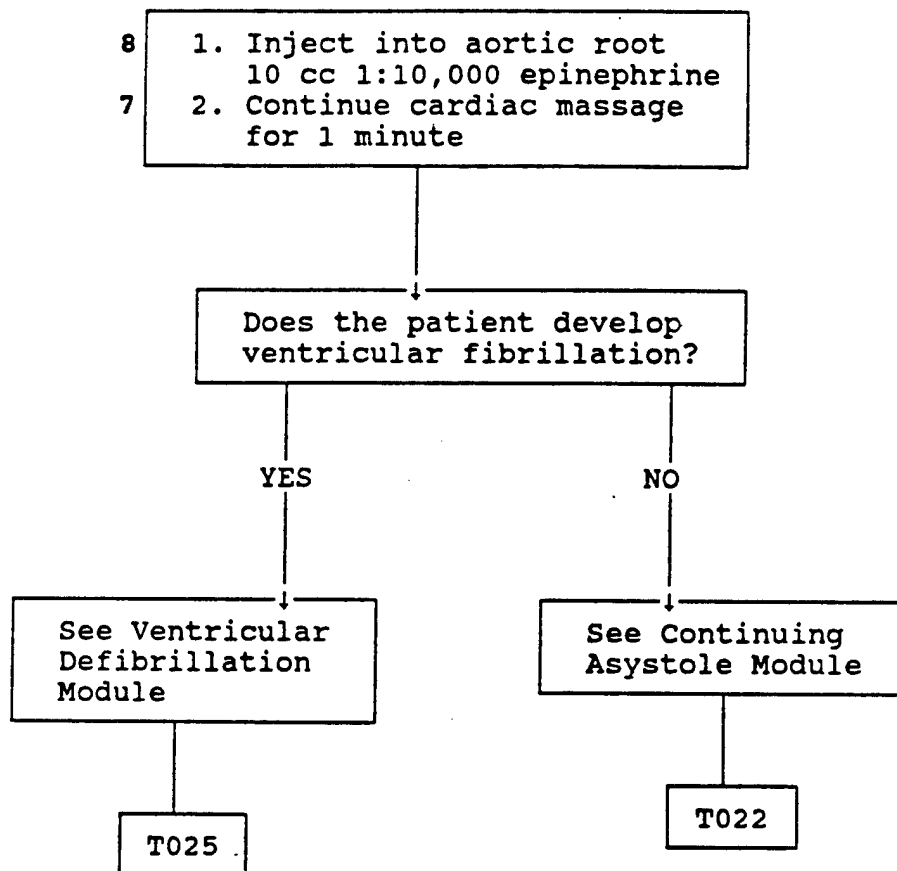 8 1. Inject into aortic root
10 cc 1:10,000 epinephrine
7 2. Continue cardiac massage
for 1 minute
Does the patient develop
ventricular fibrillation?
YES
NO
See Ventricular
Defibrillation
Module
See Continuing
Asystole Module
T025
T022